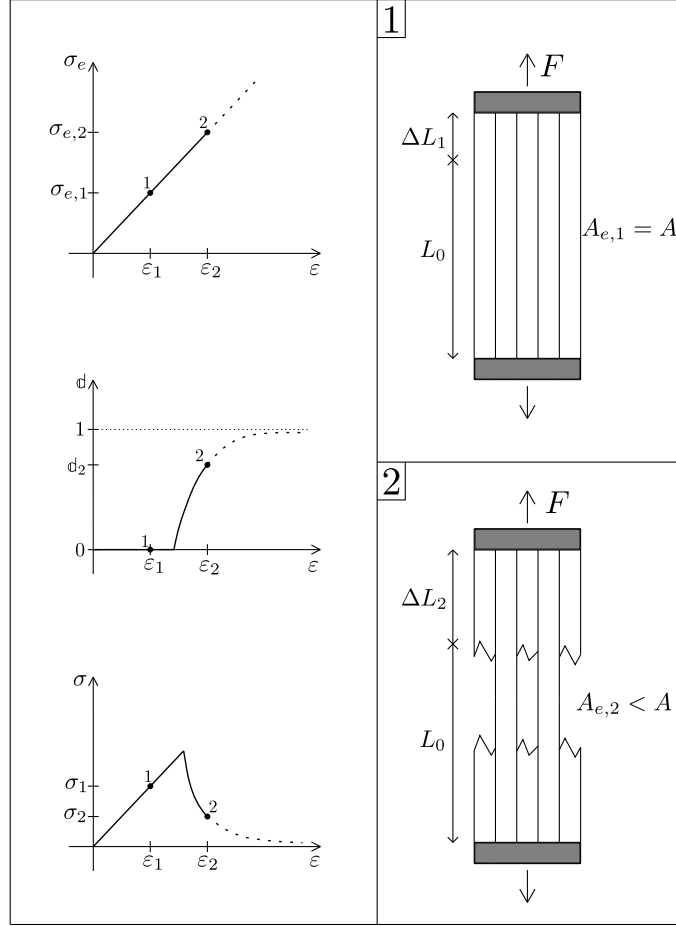 σ_e
σ_{e,2}
σ_{e,1}
2
1
ε_1
ε_2
ε
𝕕
1
𝕕_2
0
2
1
ε_1
ε_2
ε
σ
σ_1
σ_2
1
2
ε_1
ε_2
ε
1
F
ΔL_1
L_0
A_{e,1} = A
2
F
ΔL_2
L_0
A_{e,2} < A